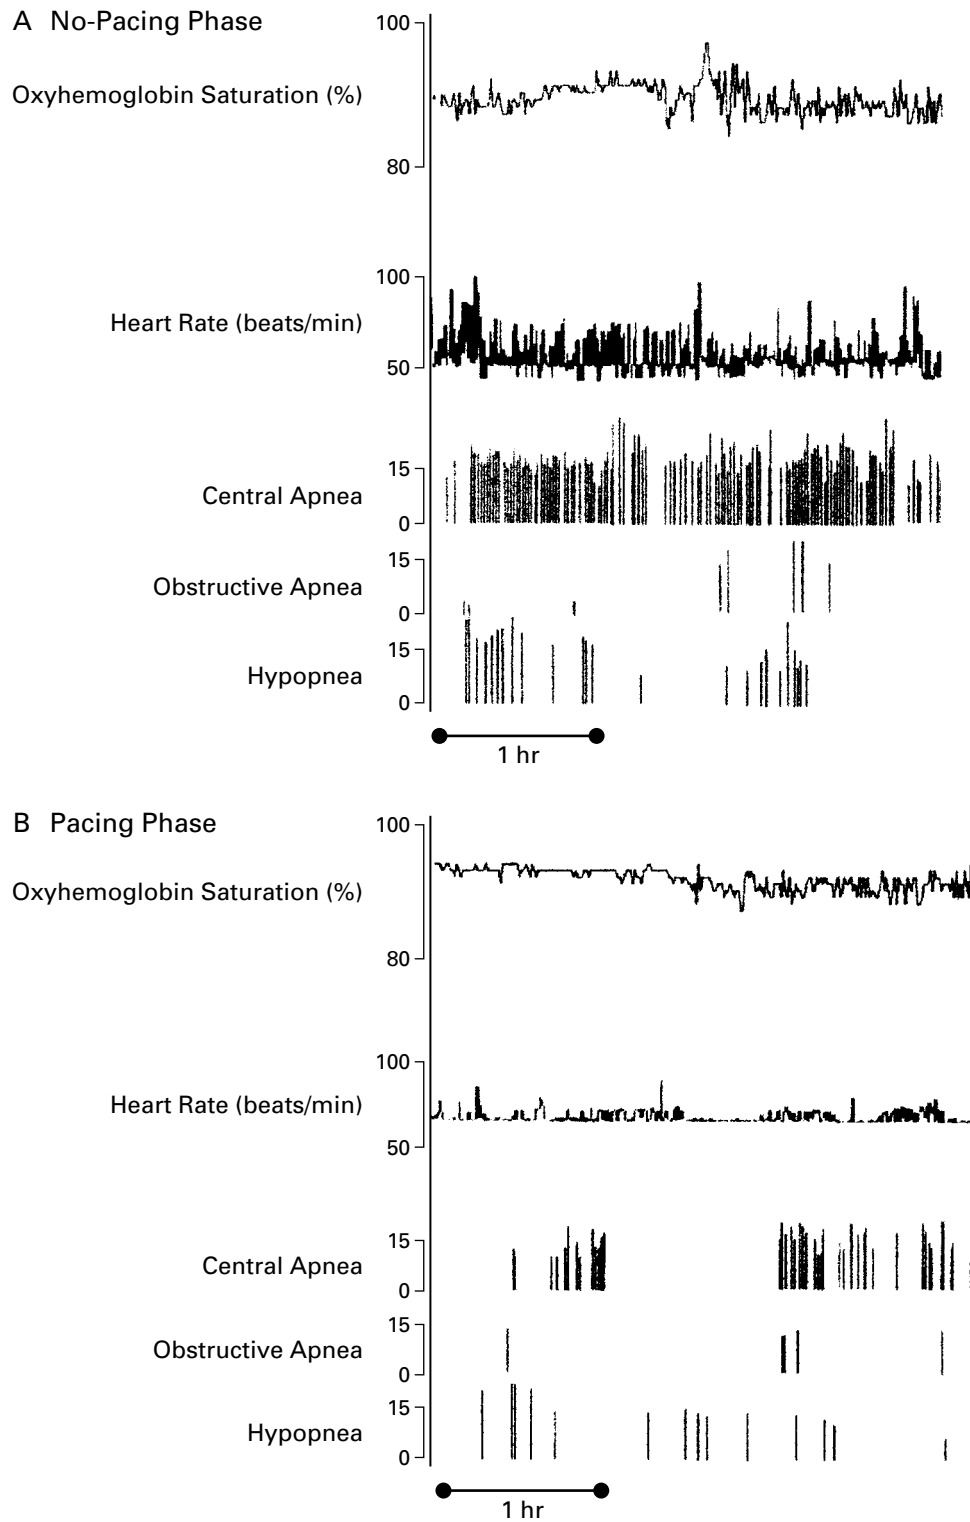 A No-Pacing Phase
100
Oxyhemoglobin Saturation (%)
80
100
Heart Rate (beats/min)
50
15
Central Apnea
0
15
Obstructive Apnea
0
15
Hypopnea
0
1 hr
B Pacing Phase
100
Oxyhemoglobin Saturation (%)
80
100
Heart Rate (beats/min)
50
15
Central Apnea
0
15
Obstructive Apnea
0
15
Hypopnea
0
1 hr